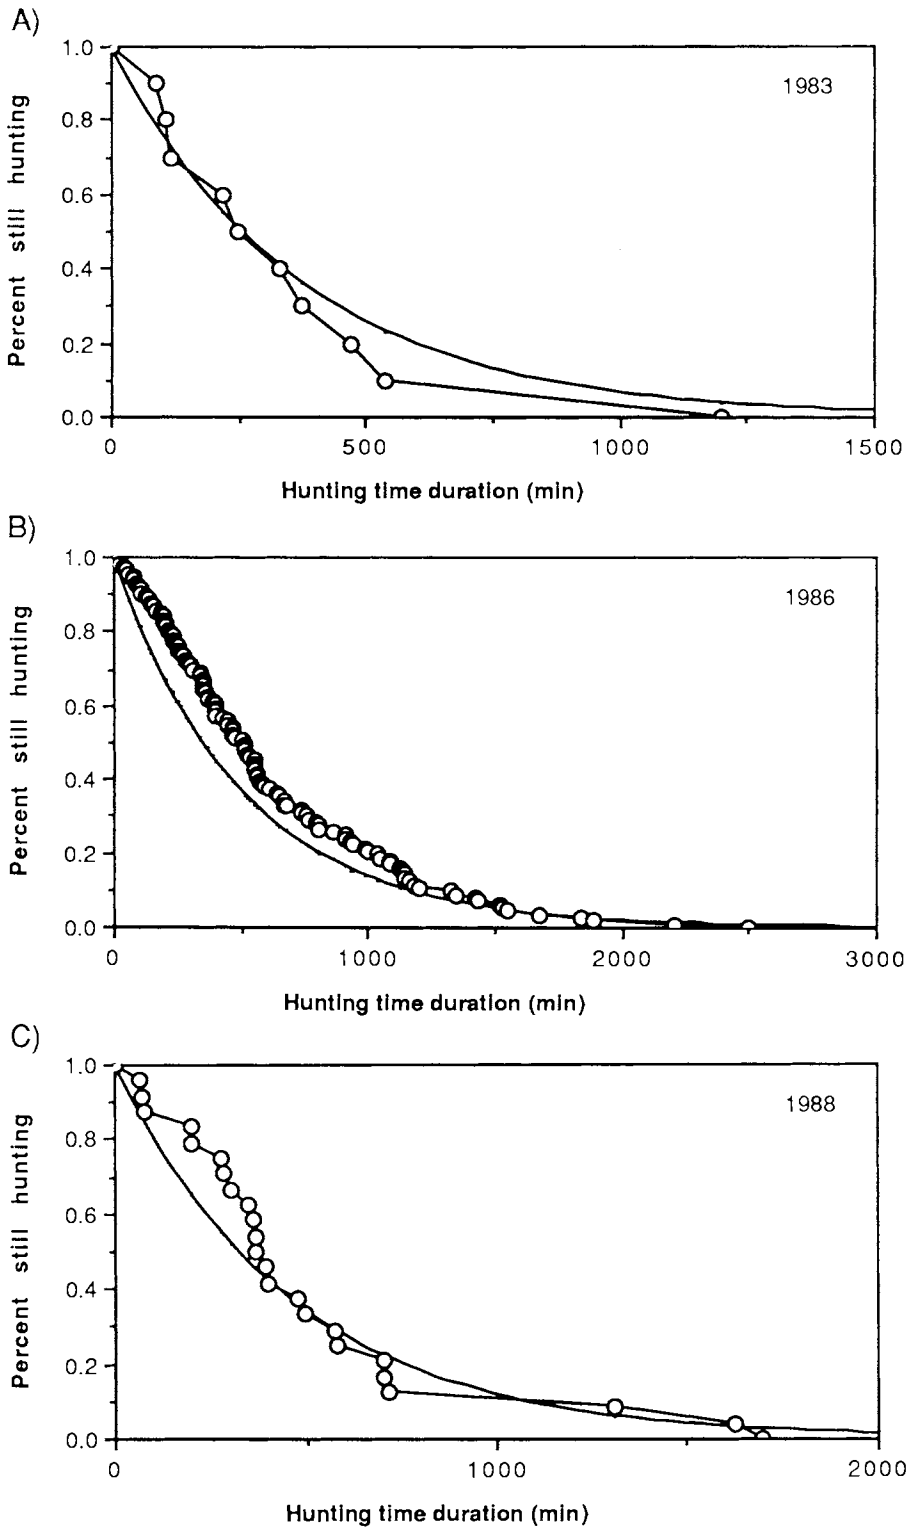 A)
1983
Percent still hunting
1.0
0.8
0.6
0.4
0.2
0.0
0 500 1000 1500
Hunting time duration (min)
B)
1986
Percent still hunting
1.0
0.8
0.6
0.4
0.2
0.0
0 1000 2000 3000
Hunting time duration (min)
C)
1988
Percent still hunting
1.0
0.8
0.6
0.4
0.2
0.0
0 1000 2000
Hunting time duration (min)